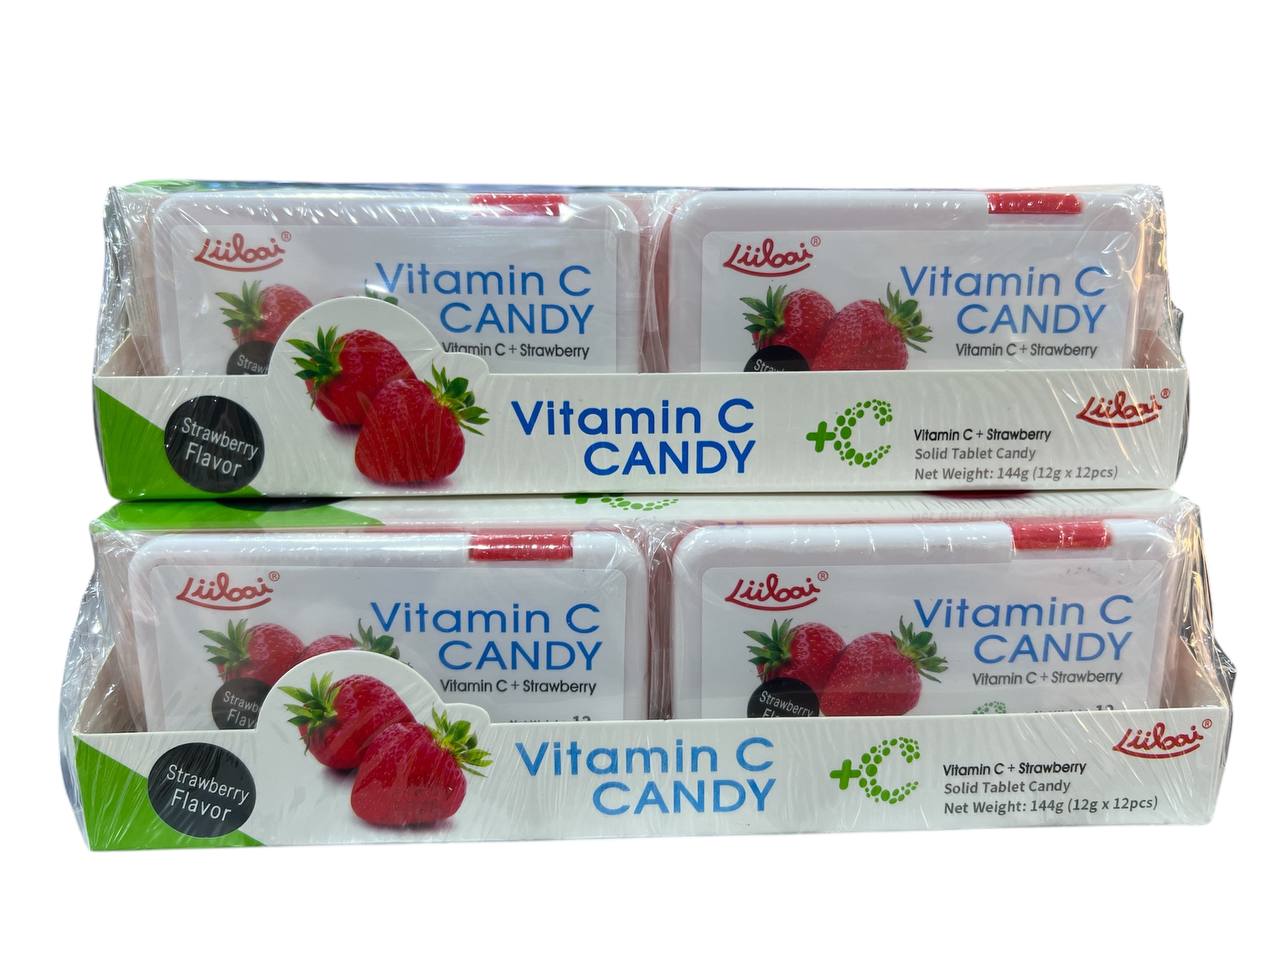 Liiloai®
Vitamin C
CANDY
Vitamin C + Strawberry
Liiloai®
Vitamin C
CANDY
Vitamin C + Strawberry
Strawberry
Flavor
Vitamin C
CANDY
+C
Liiloai®
Vitamin C + Strawberry
Solid Tablet Candy
Net Weight: 144g (12g x 12pcs)
Liiloai®
Vitamin C
CANDY
Vitamin C + Strawberry
Liiloai®
Vitamin C
CANDY
Vitamin C + Strawberry
Strawberry
Strawberry
Flavor
Vitamin C
CANDY
+C
Liiloai®
Vitamin C + Strawberry
Solid Tablet Candy
Net Weight: 144g (12g x 12pcs)